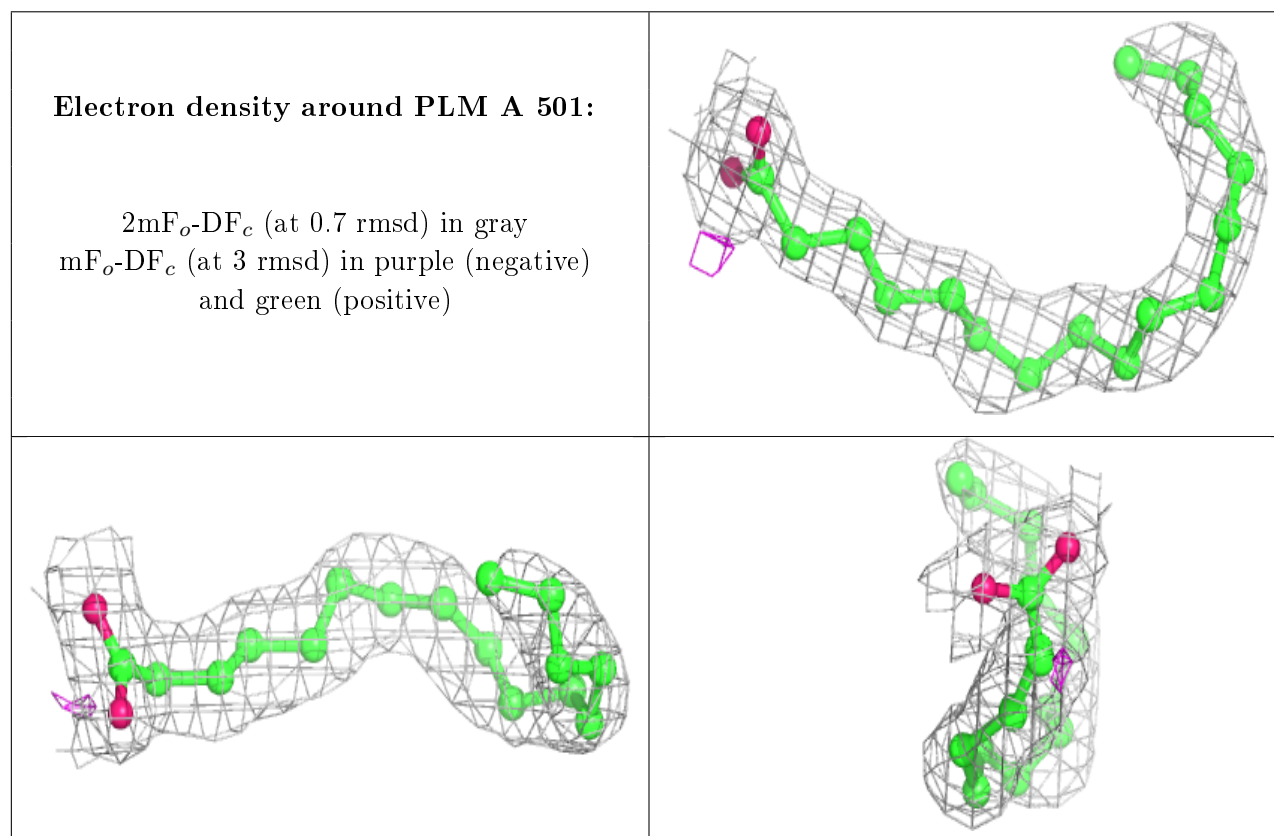 Electron density around PLM A 501:
2mFo-DFc (at 0.7 rmsd) in gray
mFo-DFc (at 3 rmsd) in purple (negative)
and green (positive)